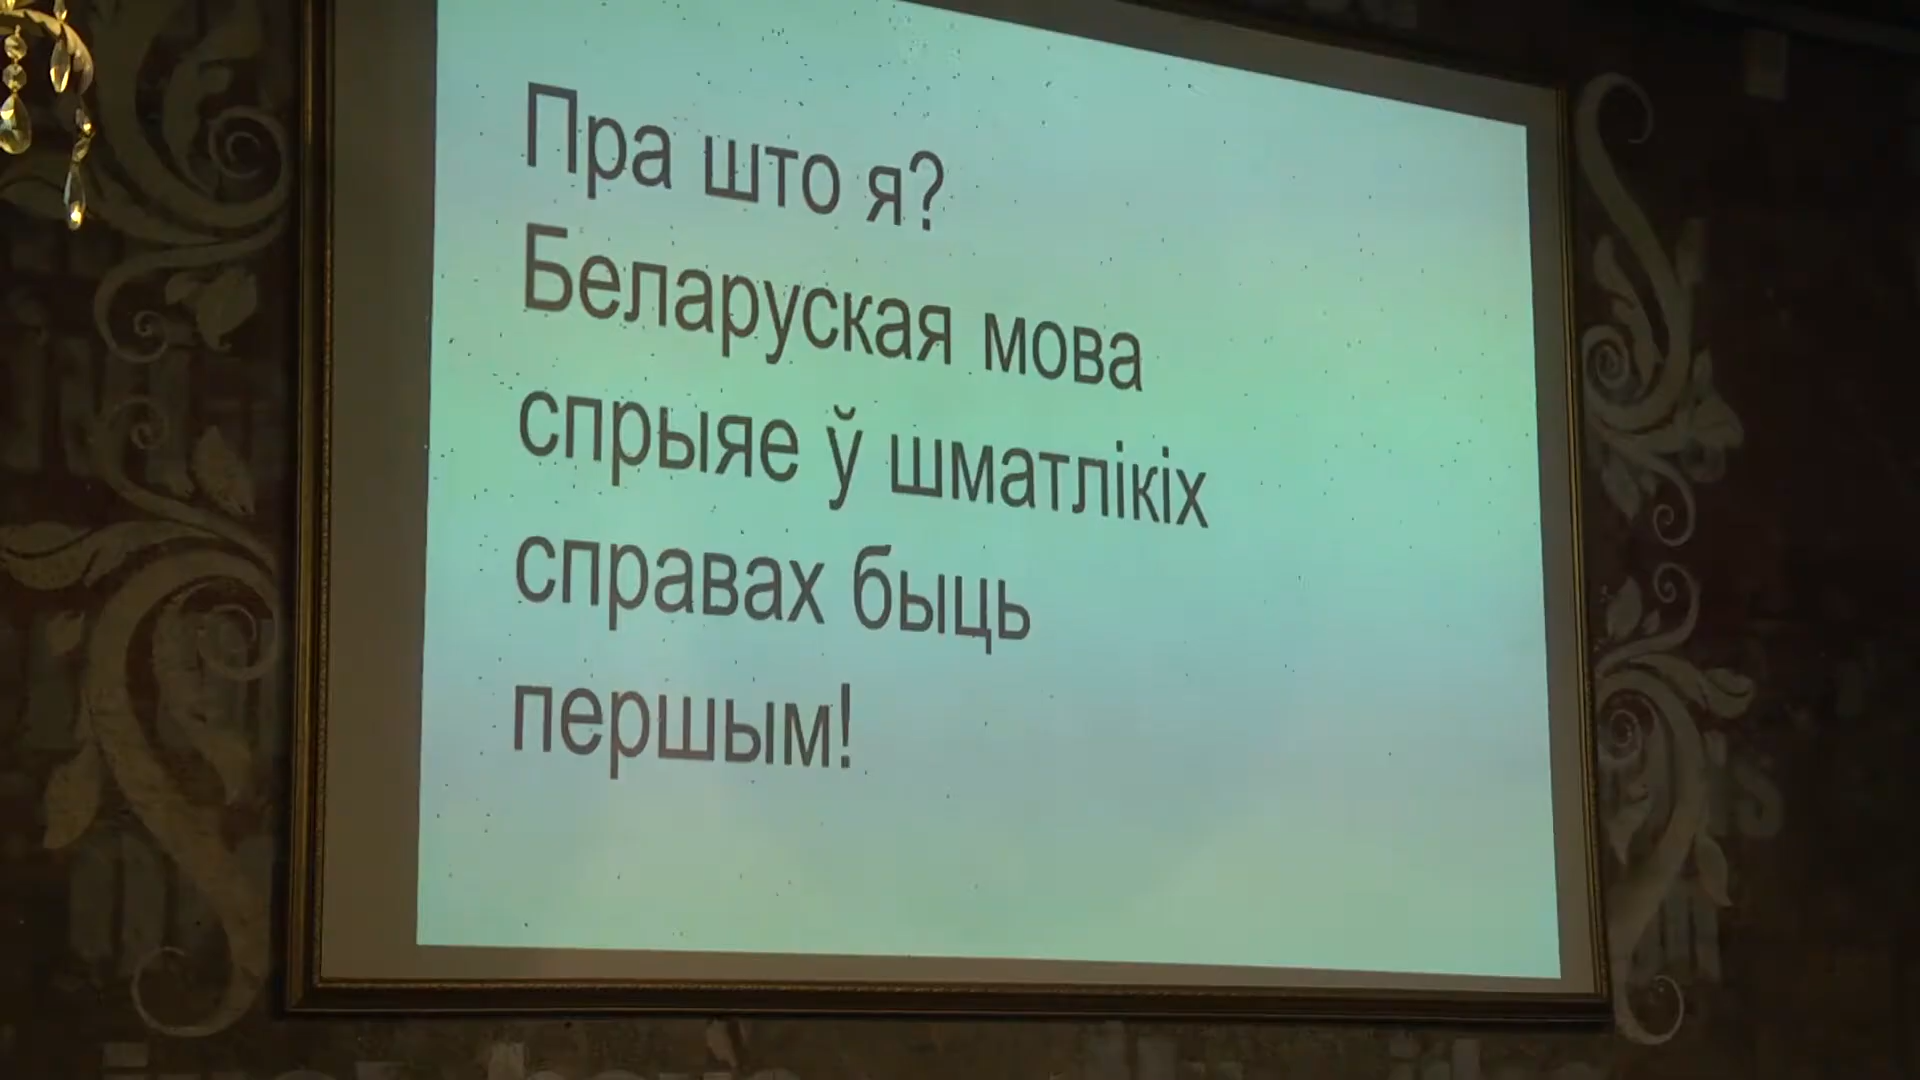 Пра што я?
Беларуская мова
спрыяе ў шматлікіх
справах быць
першым!